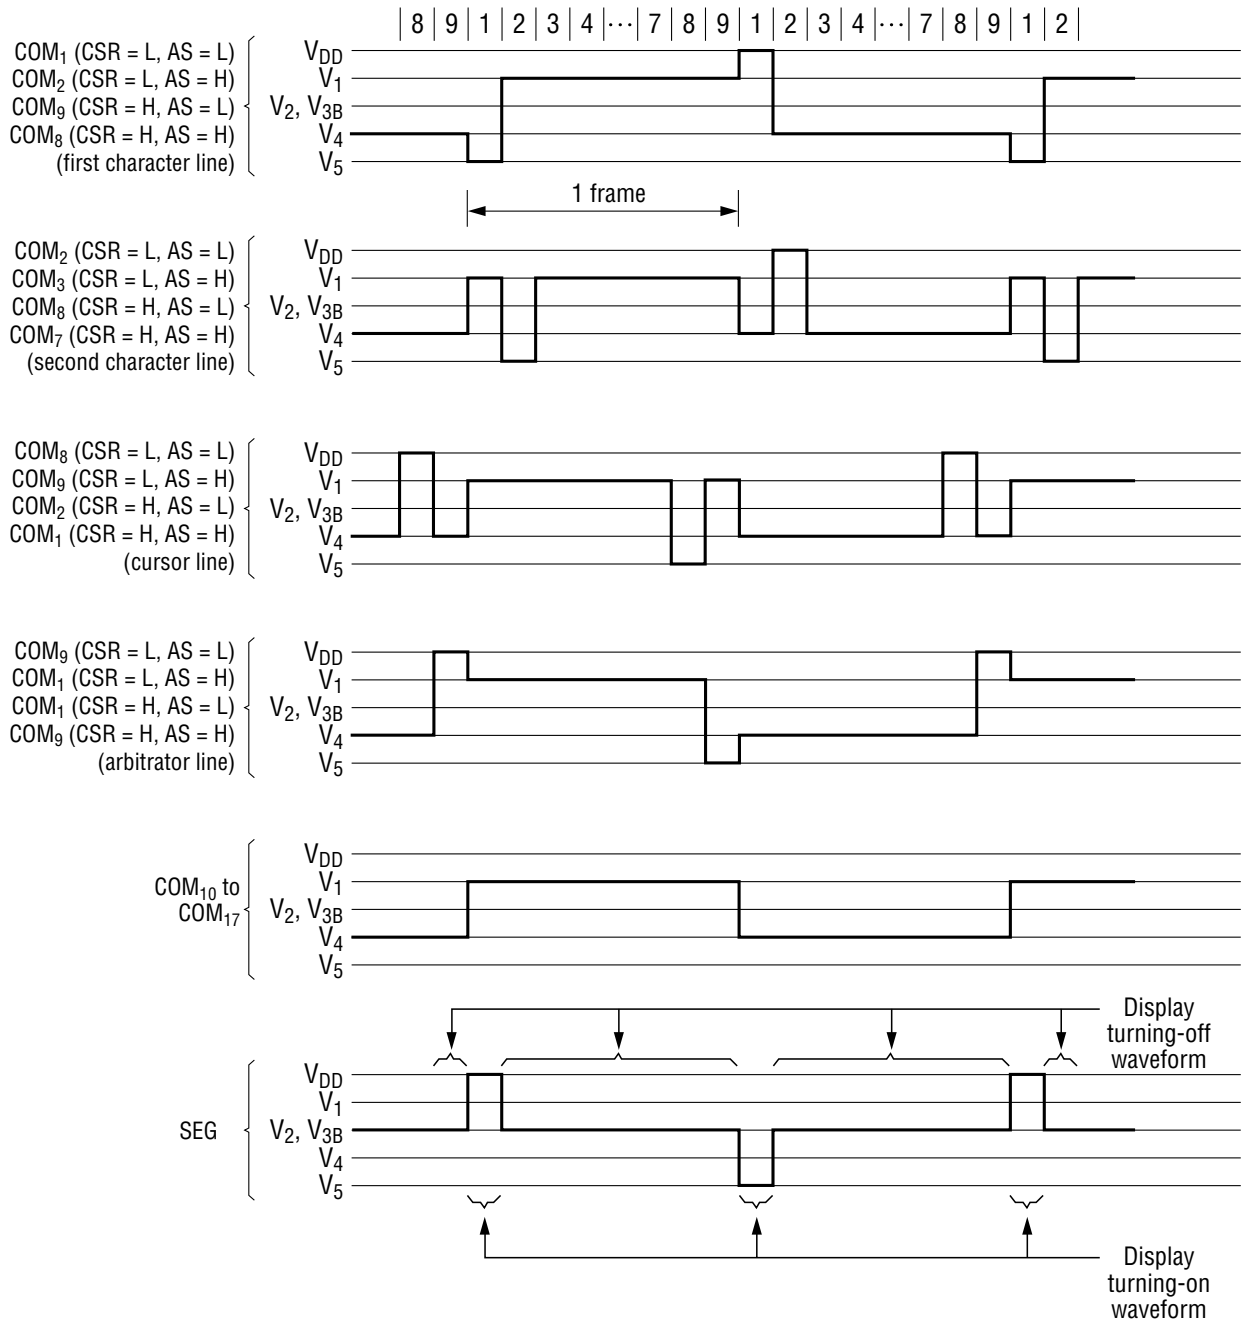 8 9 1 2 3 4 ··· 7 8 9 1 2 3 4 ··· 7 8 9 1 2
COM1 (CSR = L, AS = L)
COM2 (CSR = L, AS = H)
COM9 (CSR = H, AS = L)
COM8 (CSR = H, AS = H)
(first character line)
VDD
V1
V2, V3B
V4
V5
1 frame
COM2 (CSR = L, AS = L)
COM3 (CSR = L, AS = H)
COM8 (CSR = H, AS = L)
COM7 (CSR = H, AS = H)
(second character line)
VDD
V1
V2, V3B
V4
V5
COM8 (CSR = L, AS = L)
COM9 (CSR = L, AS = H)
COM2 (CSR = H, AS = L)
COM1 (CSR = H, AS = H)
(cursor line)
VDD
V1
V2, V3B
V4
V5
COM9 (CSR = L, AS = L)
COM1 (CSR = L, AS = H)
COM1 (CSR = H, AS = L)
COM9 (CSR = H, AS = H)
(arbitrator line)
VDD
V1
V2, V3B
V4
V5
COM10 to
COM17
VDD
V1
V2, V3B
V4
V5
Display
turning-off
waveform
SEG
VDD
V1
V2, V3B
V4
V5
Display
turning-on
waveform